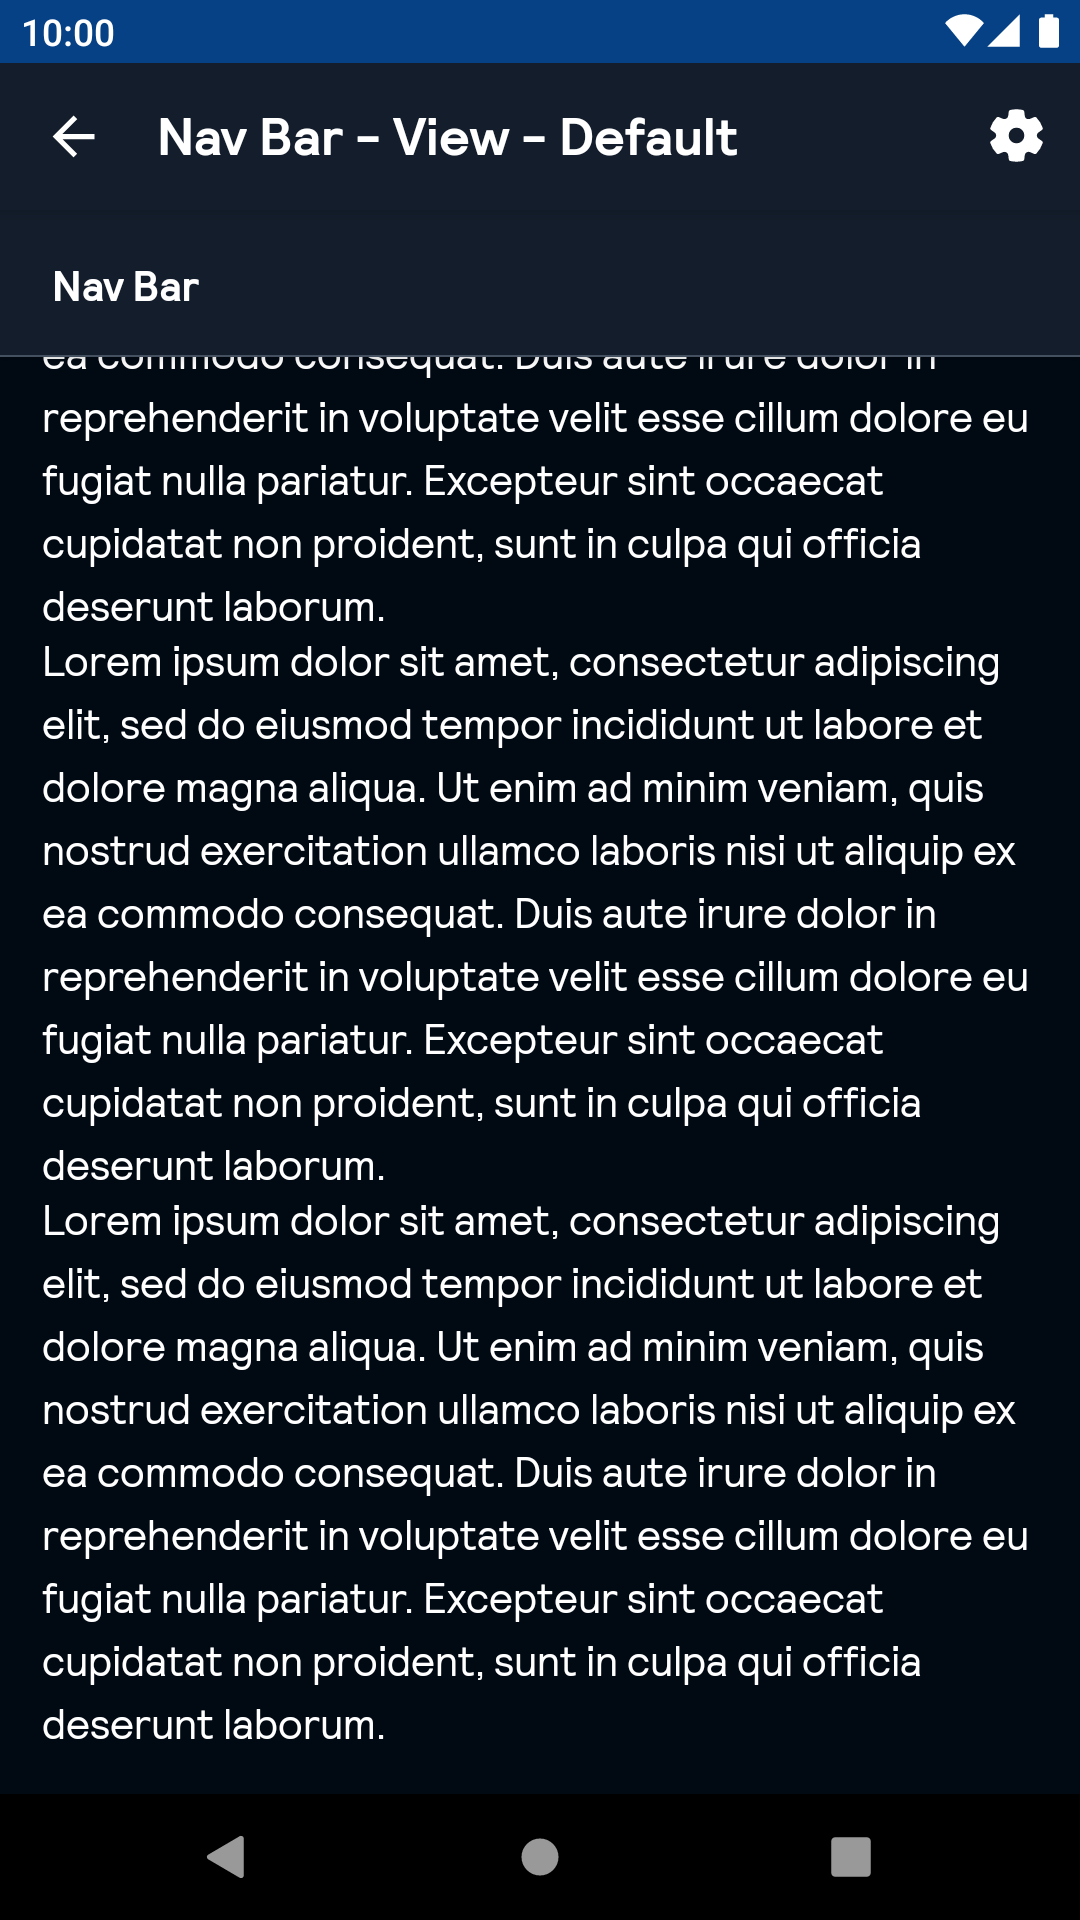 10:00
Nav Bar - View - Default
Nav Bar
ea commodo consequat. Duis aute irure dolor in
reprehenderit in voluptate velit esse cillum dolore eu
fugiat nulla pariatur. Excepteur sint occaecat
cupidatat non proident, sunt in culpa qui officia
deserunt laborum.
Lorem ipsum dolor sit amet, consectetur adipiscing
elit, sed do eiusmod tempor incididunt ut labore et
dolore magna aliqua. Ut enim ad minim veniam, quis
nostrud exercitation ullamco laboris nisi ut aliquip ex
ea commodo consequat. Duis aute irure dolor in
reprehenderit in voluptate velit esse cillum dolore eu
fugiat nulla pariatur. Excepteur sint occaecat
cupidatat non proident, sunt in culpa qui officia
deserunt laborum.
Lorem ipsum dolor sit amet, consectetur adipiscing
elit, sed do eiusmod tempor incididunt ut labore et
dolore magna aliqua. Ut enim ad minim veniam, quis
nostrud exercitation ullamco laboris nisi ut aliquip ex
ea commodo consequat. Duis aute irure dolor in
reprehenderit in voluptate velit esse cillum dolore eu
fugiat nulla pariatur. Excepteur sint occaecat
cupidatat non proident, sunt in culpa qui officia
deserunt laborum.